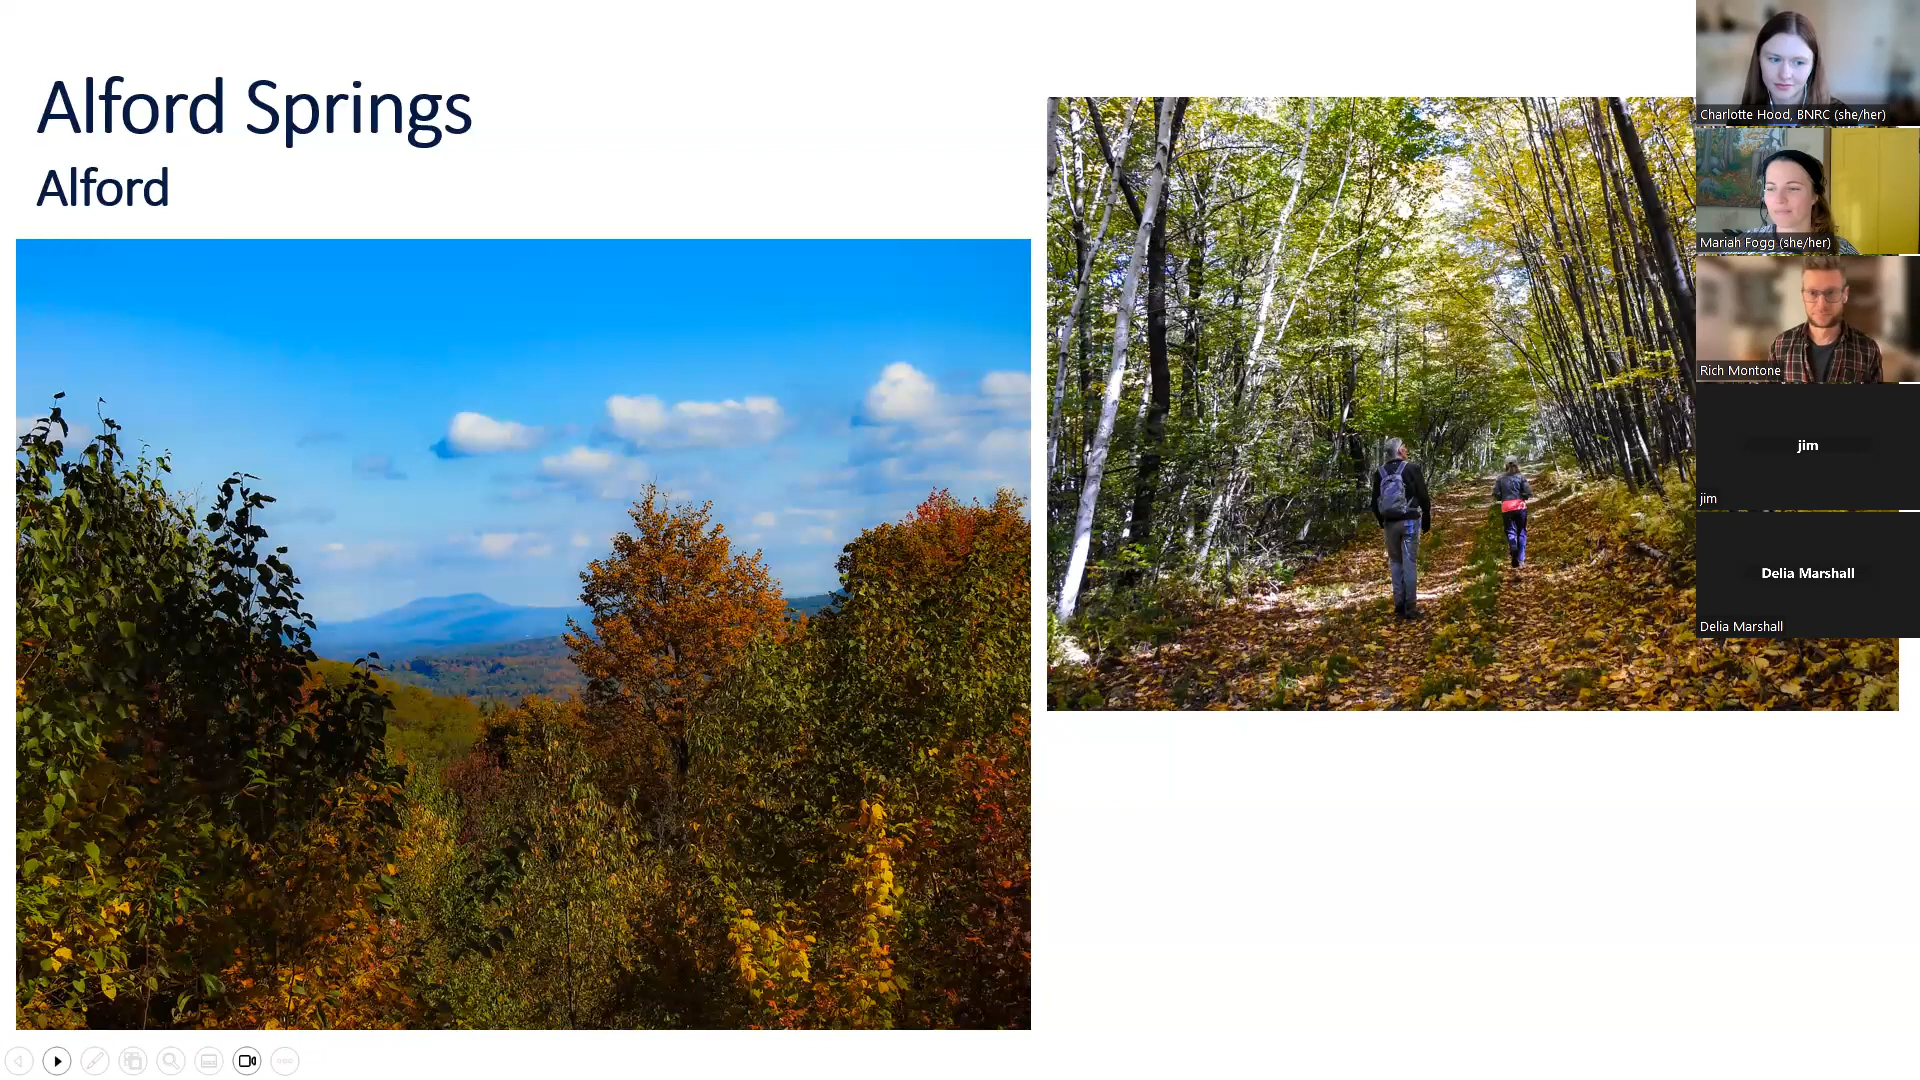 Alford Springs
Alford
Charlotte Hood, BNRC (she/her)
Mariah Fogg (she/her)
Rich Montone
jim
jim
Delia Marshall
Delia Marshall